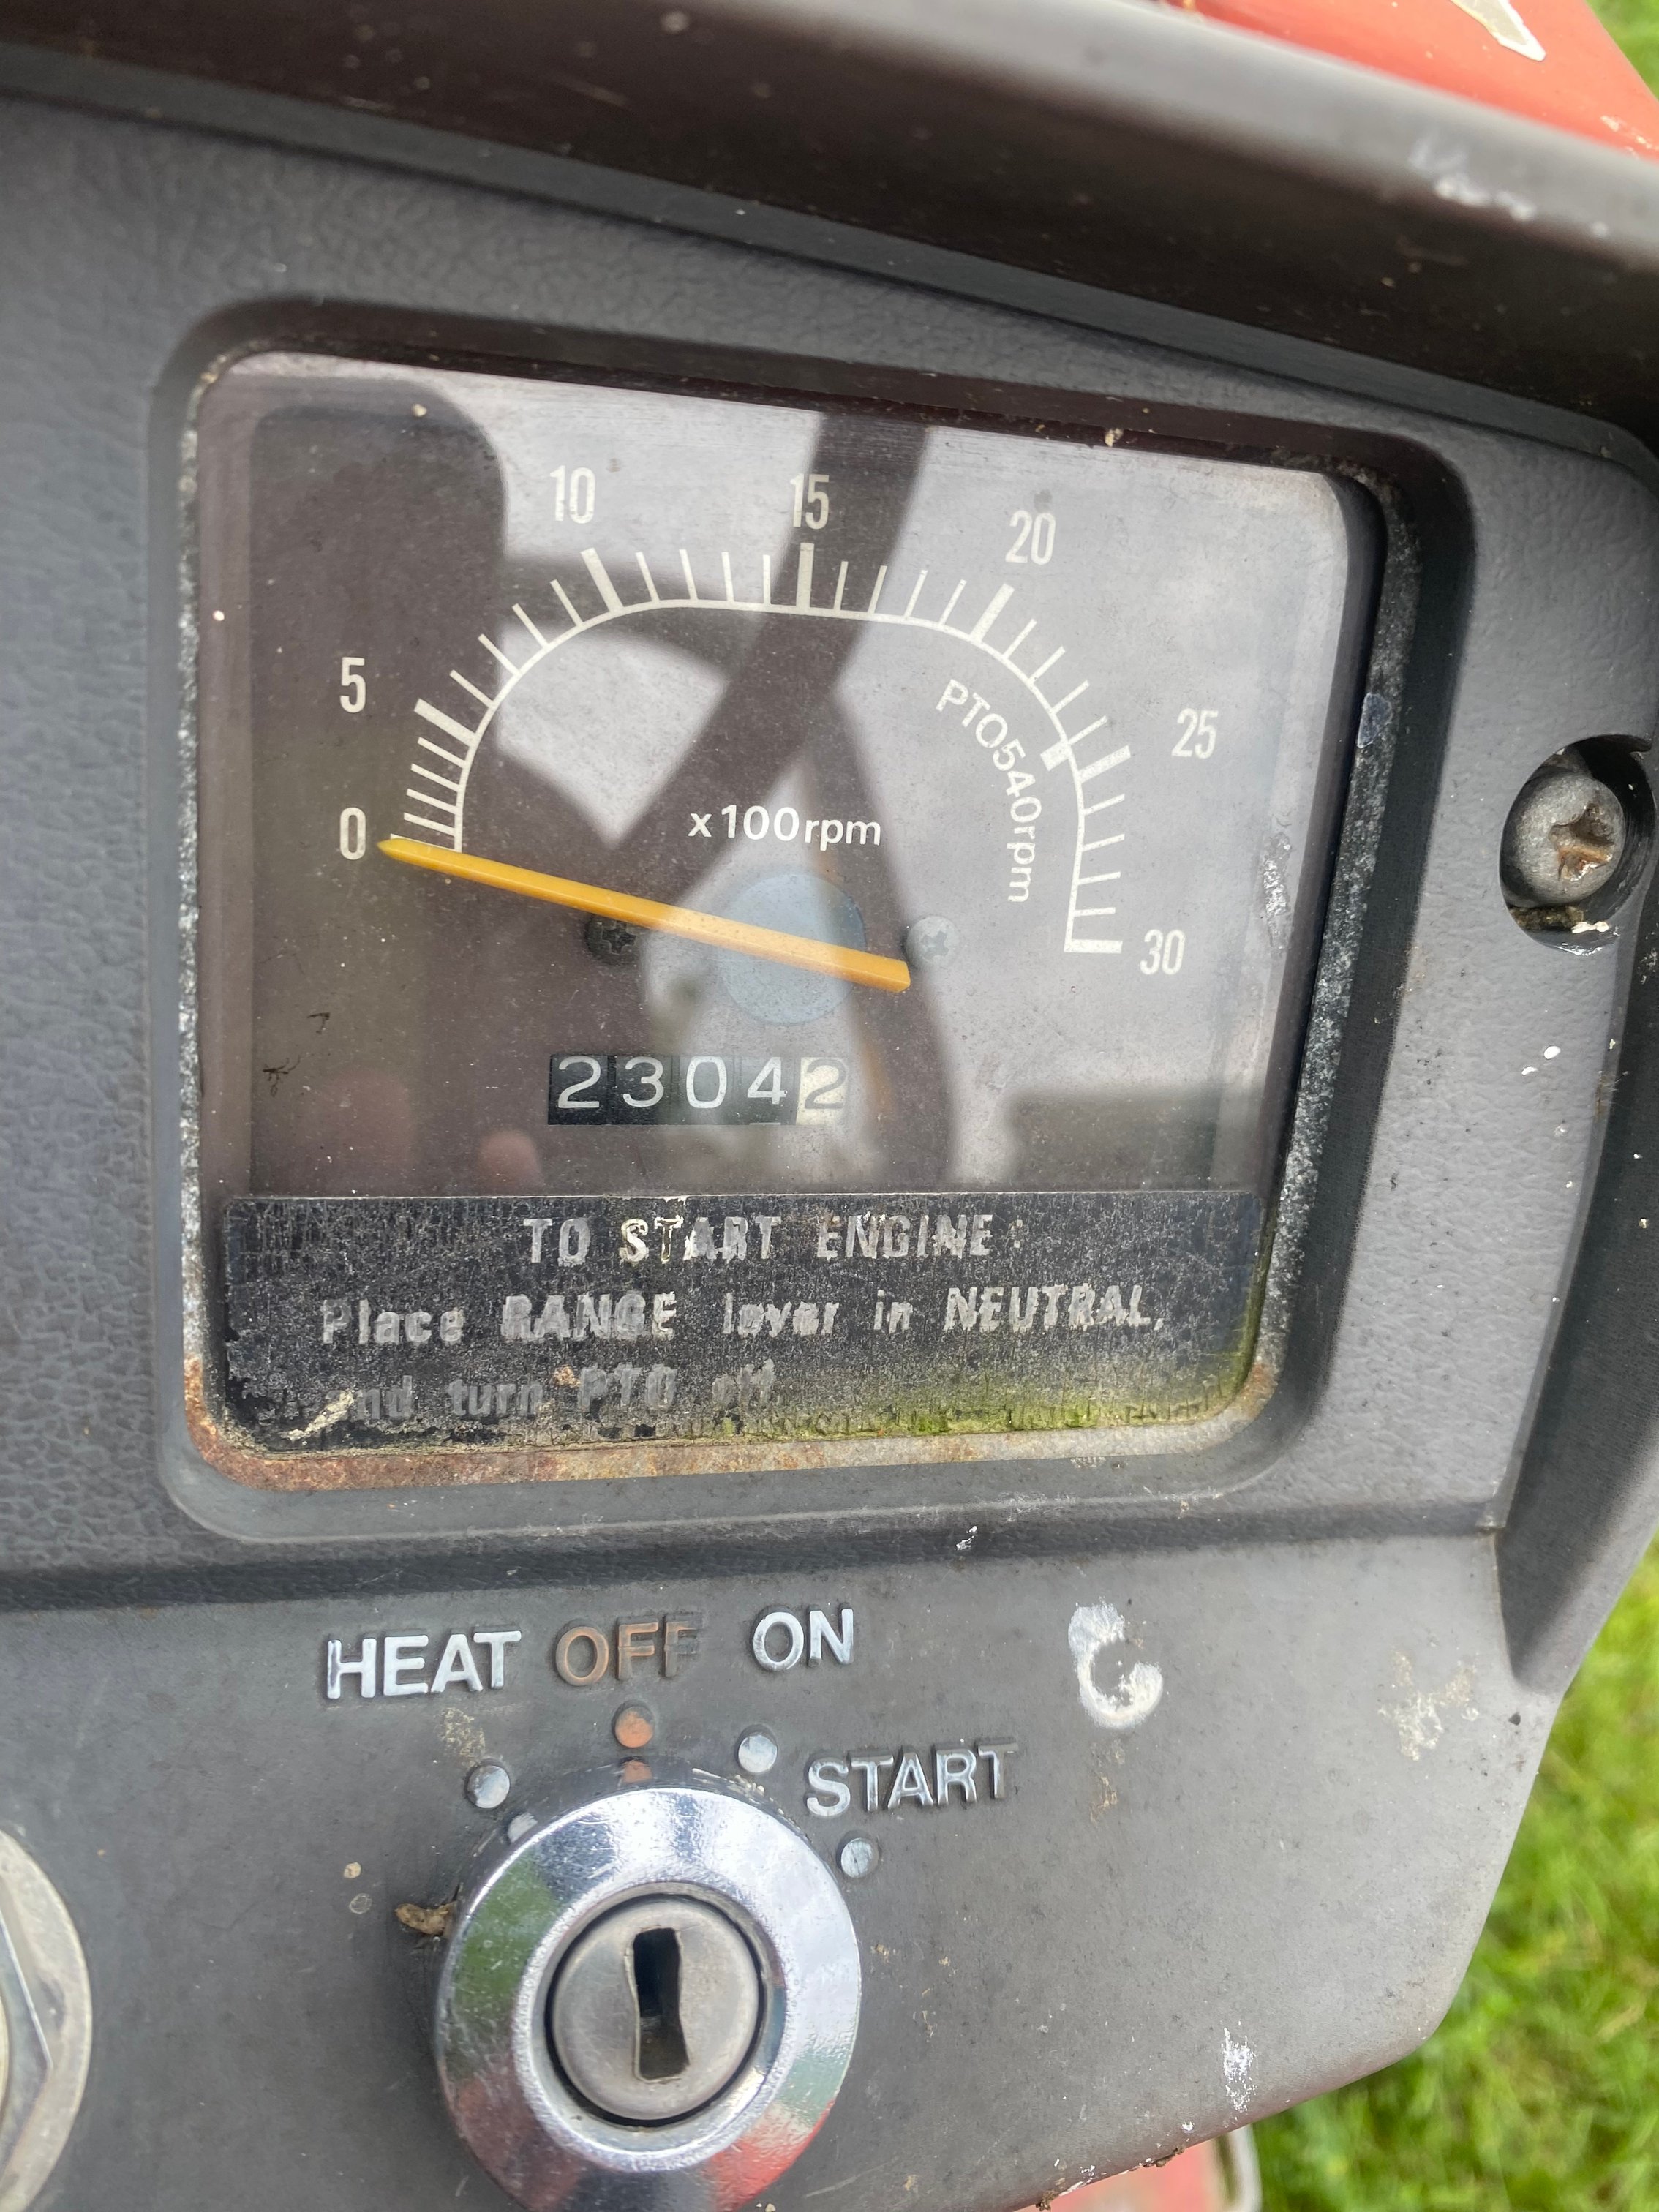 0 5 10 15 20 25 30
PTO540rpm
x100rpm
23042
TO START ENGINE:
Place RANGE lever in NEUTRAL,
and turn PTO off
HEAT OFF ON
START